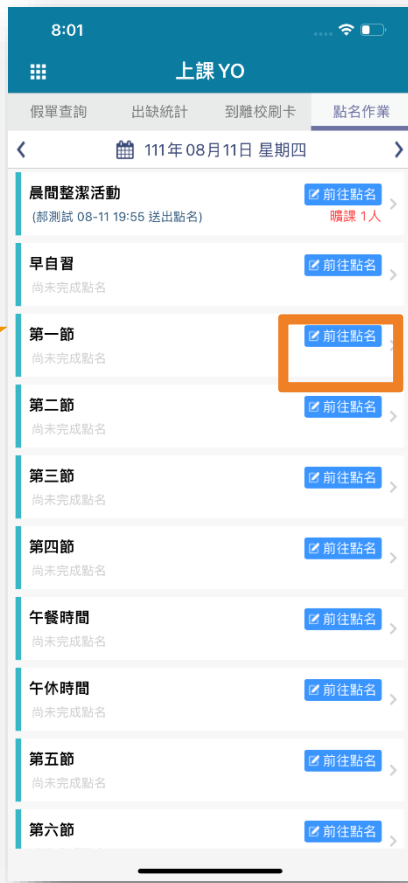 8:01
上課YO
假單查詢 出缺統計 到離校刷卡 點名作業
111年08月11日 星期四
晨間整潔活動 前往點名
(郝測試 08-11 19:55 送出點名) 曠課 1人
早自習 前往點名
尚未完成點名
第一節 前往點名
尚未完成點名
第二節 前往點名
尚未完成點名
第三節 前往點名
尚未完成點名
第四節 前往點名
尚未完成點名
午餐時間 前往點名
尚未完成點名
午休時間 前往點名
尚未完成點名
第五節 前往點名
尚未完成點名
第六節 前往點名